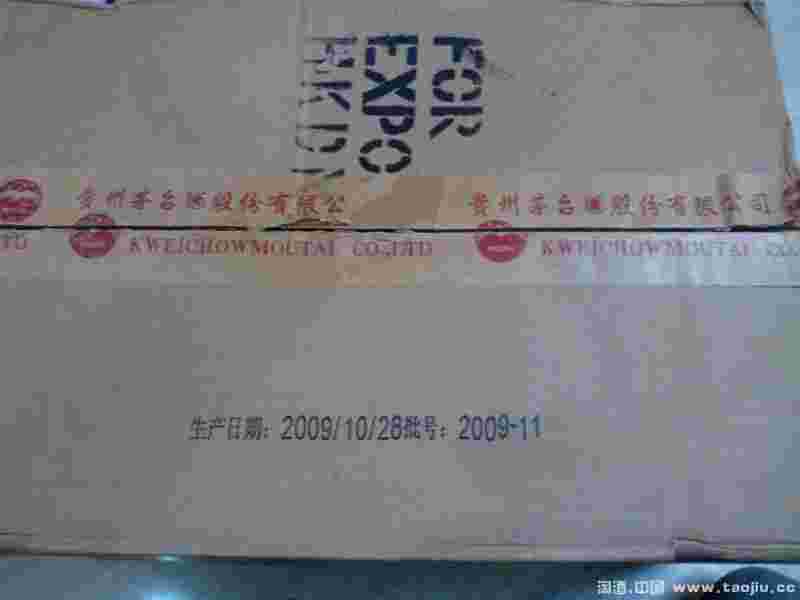 FOR
EXPO
贵州茅台酒股份有限公
贵州茅台酒股份有限公司
LTD
KWEICHOWMOUTAI CO.,LTD
KWEICHOWMOUTAI CO.
生产日期: 2009/10/28批号: 2009-11
淘酒.中国 www.taojiu.cc